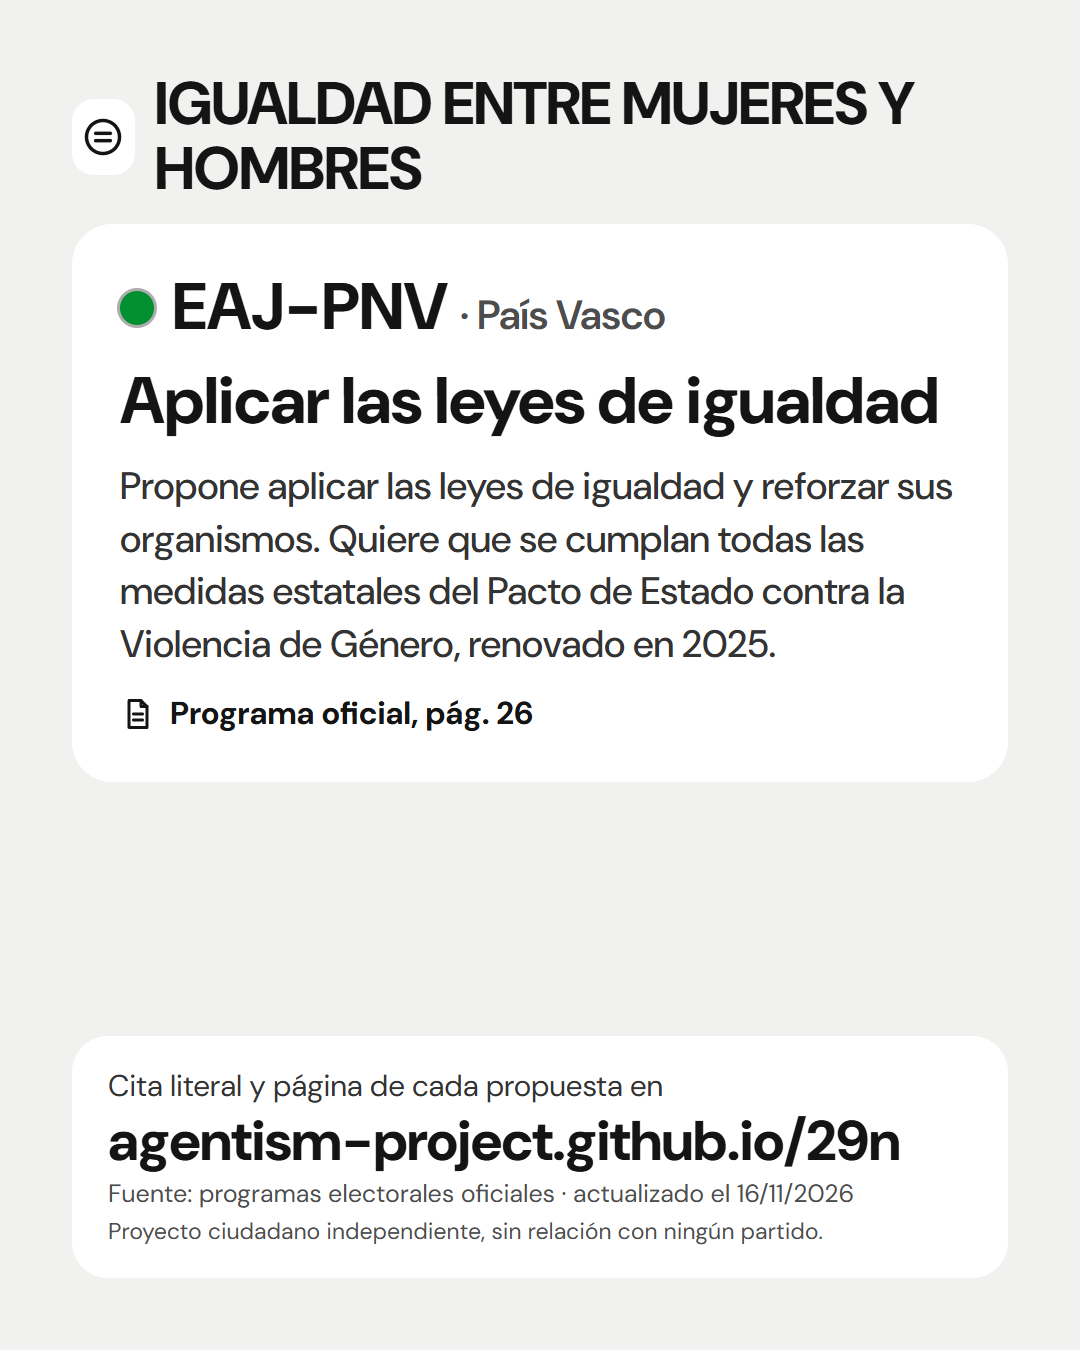 IGUALDAD ENTRE MUJERES Y
HOMBRES
EAJ-PNV · País Vasco
Aplicar las leyes de igualdad
Propone aplicar las leyes de igualdad y reforzar sus
organismos. Quiere que se cumplan todas las
medidas estatales del Pacto de Estado contra la
Violencia de Género, renovado en 2025.
Programa oficial, pág. 26
Cita literal y página de cada propuesta en
agentism-project.github.io/29n
Fuente: programas electorales oficiales · actualizado el 16/11/2026
Proyecto ciudadano independiente, sin relación con ningún partido.